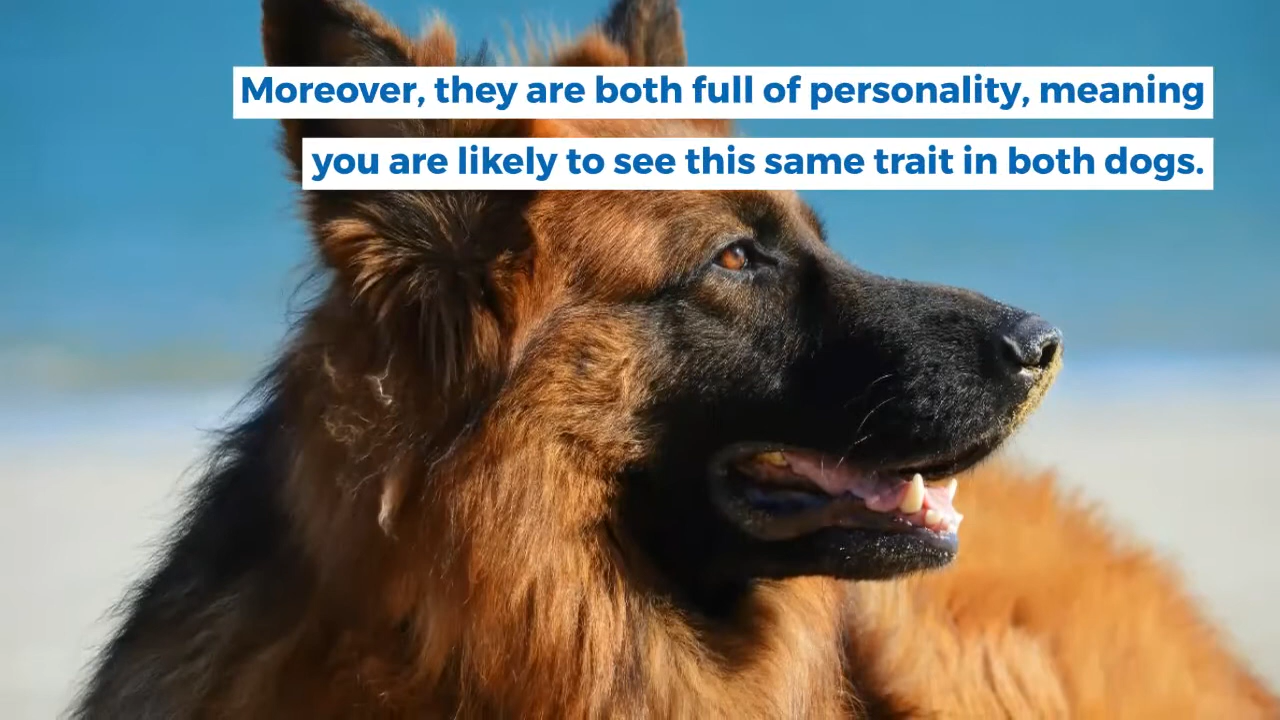 Moreover, they are both full of personality, meaning
you are likely to see this same trait in both dogs.